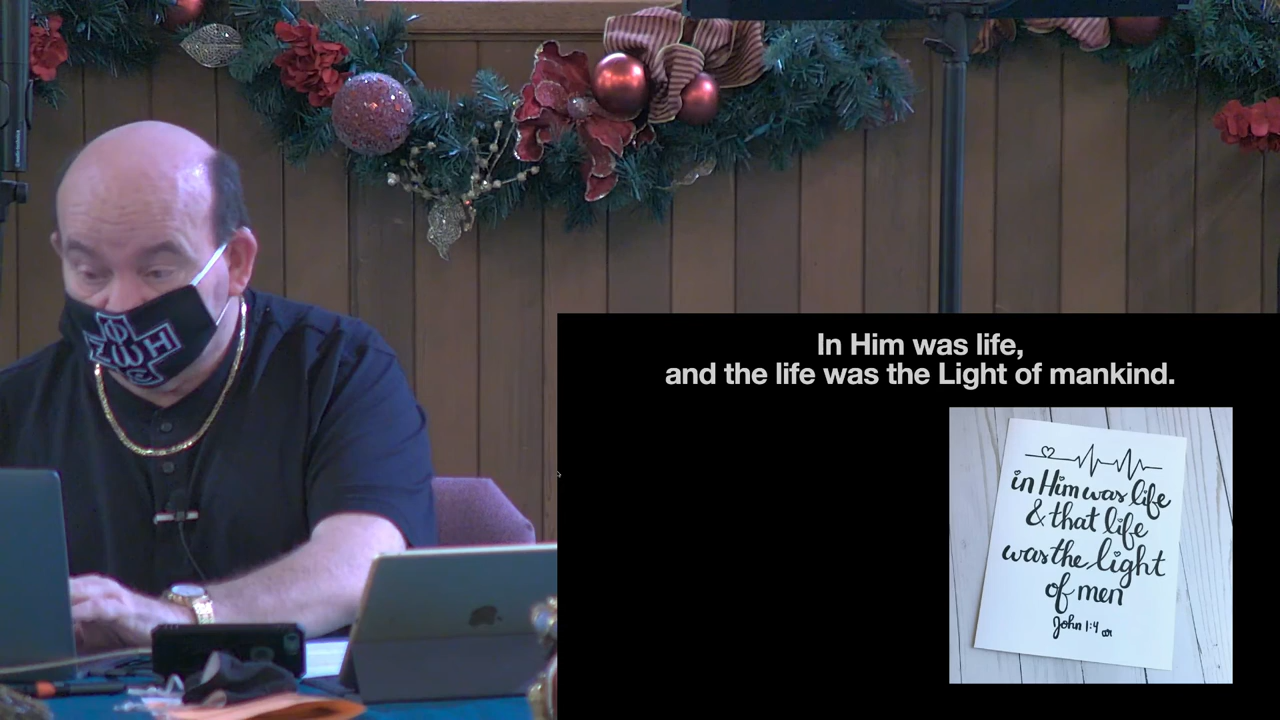 Φ
ΖΩΗ
Ϲ
In Him was life,
and the life was the Light of mankind.
in Him was life
& that life
was the light
of men
John 1:4